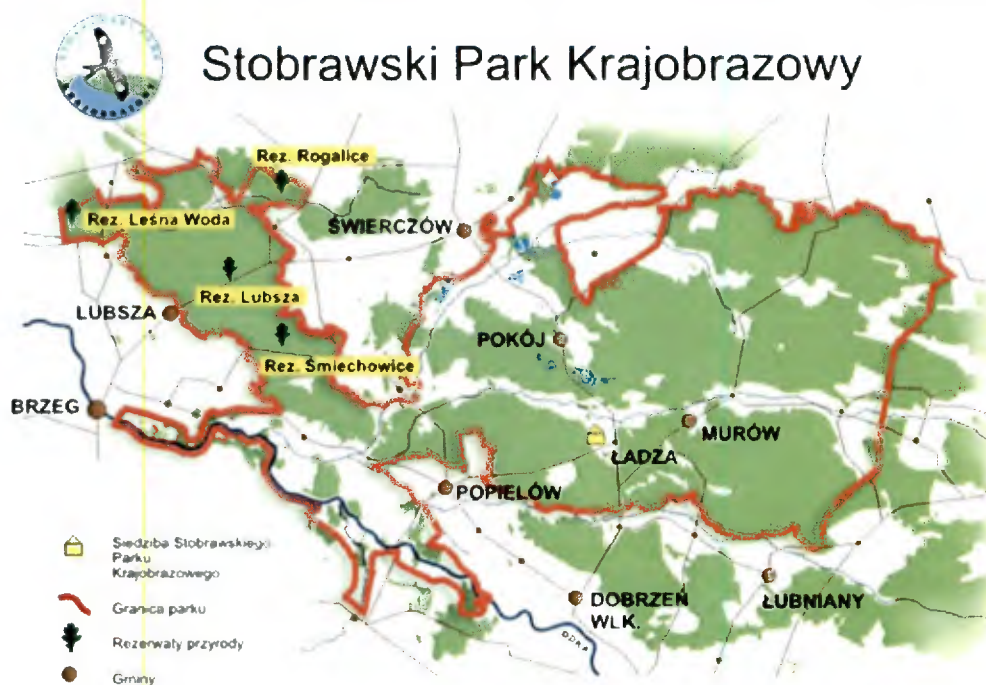 Stobrawski Park Krajobrazowy
Rez. Rogalice
Rez. Leśna Woda
ŚWIERCZÓW
Rez. Lubsza
LUBSZA
POKÓJ
Rez. Śmiechowice
BRZEG
MURÓW
ŁADZA
POPIELÓW
Siedziba Stobrawskiego
Parku
Krajobrazowego
DOBRZEŃ
WLK.
ŁUBNIANY
Granica parku
ODRA
Rezerwaty przyrody
Gminy